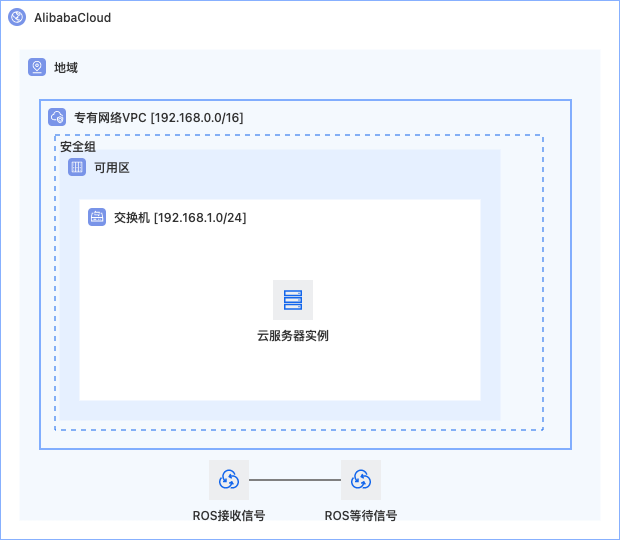 AlibabaCloud
地域
专有网络VPC [192.168.0.0/16]
安全组
可用区
交换机 [192.168.1.0/24]
云服务器实例
ROS接收信号
ROS等待信号